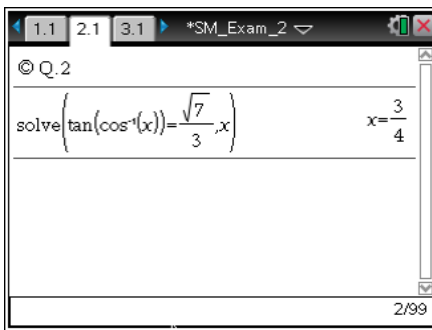 1.1 2.1 3.1 *SM_Exam_2
© Q.2
solve(tan(cos⁻¹(x))=√7/3,x) x=3/4
2/99